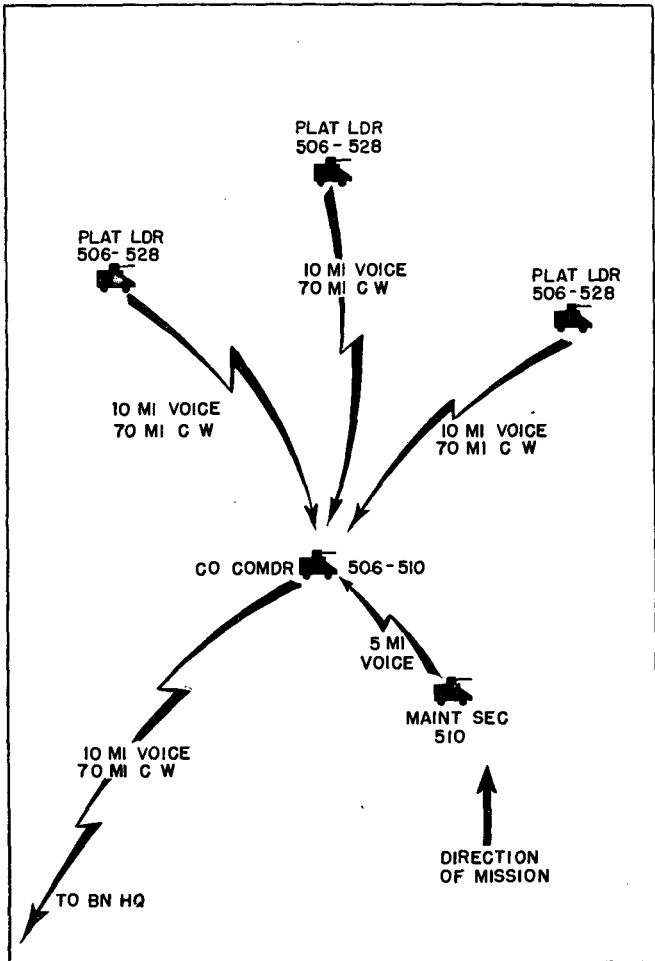 PLAT LDR
506-528
PLAT LDR
506-528
10 MI VOICE
70 MI C W
PLAT LDR
506-528
10 MI VOICE
70 MI C W
10 MI VOICE
70 MI C W
CO COMDR
506-510
5 MI
VOICE
MAINT SEC
510
10 MI VOICE
70 MI C W
DIRECTION
OF MISSION
TO BN HQ